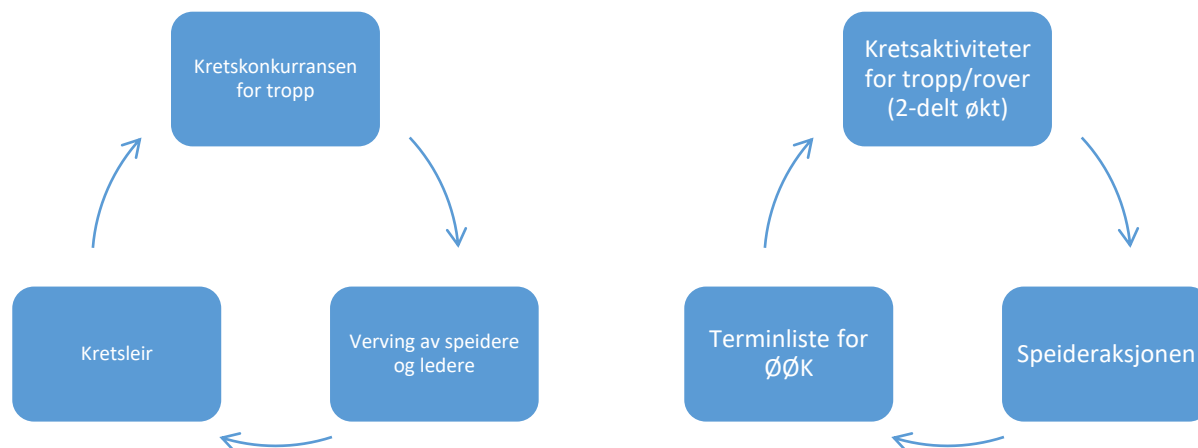 Kretskonkurransen
for tropp
Verving av speidere
og ledere
Kretsleir
Kretsaktiviteter
for tropp/rover
(2-delt økt)
Speideraksjonen
Terminliste for
ØØK